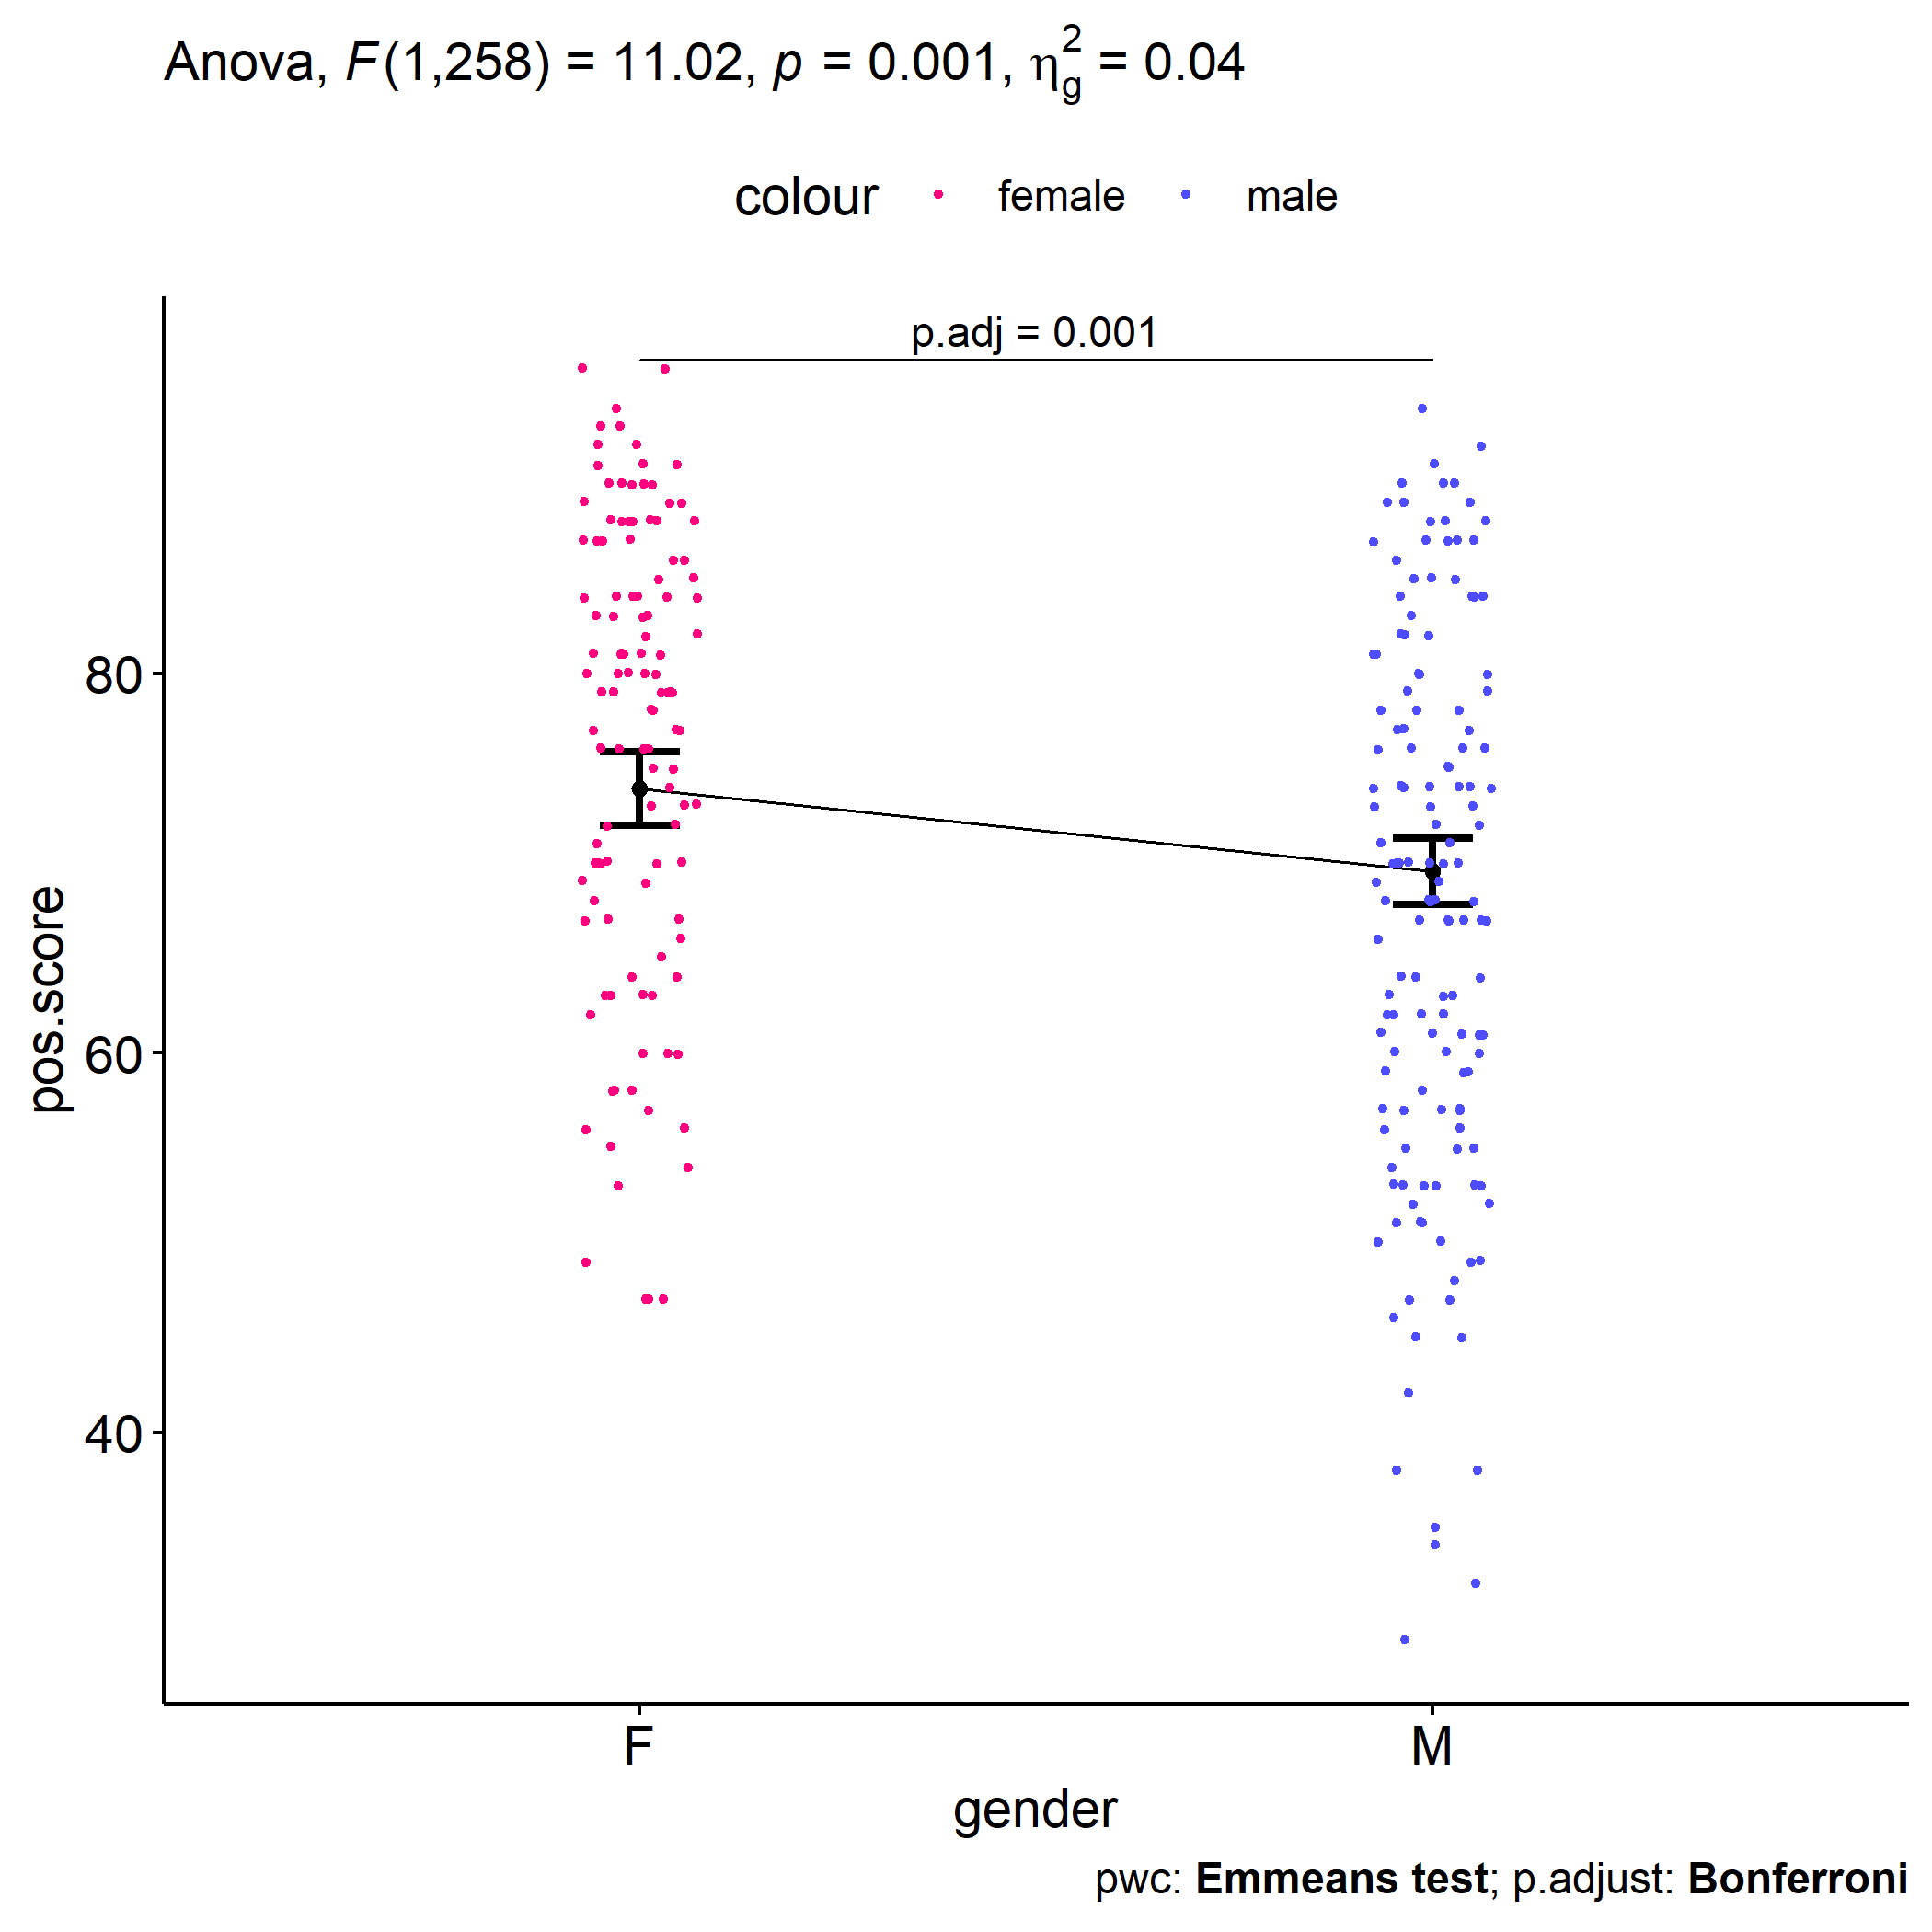 Anova, F(1,258) = 11.02, p = 0.001, η²g = 0.04
colour female male
p.adj = 0.001
80
60
40
pos.score
F M
gender
pwc: Emmeans test; p.adjust: Bonferroni